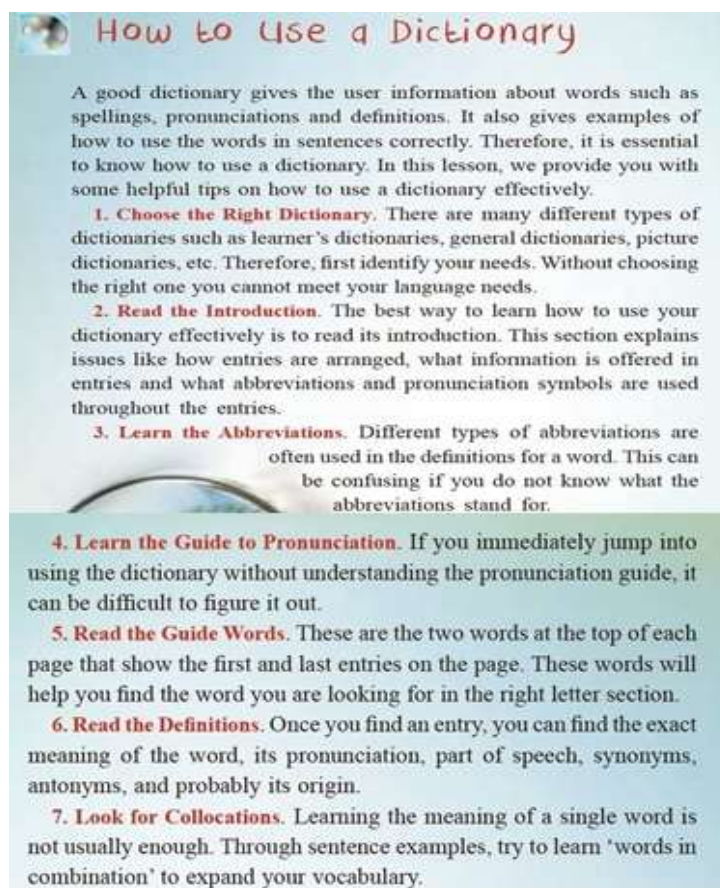 How to Use a Dictionary
A good dictionary gives the user information about words such as
spellings, pronunciations and definitions. It also gives examples of
how to use the words in sentences correctly. Therefore, it is essential
to know how to use a dictionary. In this lesson, we provide you with
some helpful tips on how to use a dictionary effectively.
1. Choose the Right Dictionary. There are many different types of
dictionaries such as learner's dictionaries, general dictionaries, picture
dictionaries, etc. Therefore, first identify your needs. Without choosing
the right one you cannot meet your language needs.
2. Read the Introduction. The best way to learn how to use your
dictionary effectively is to read its introduction. This section explains
issues like how entries are arranged, what information is offered in
entries and what abbreviations and pronunciation symbols are used
throughout the entries.
3. Learn the Abbreviations. Different types of abbreviations are
often used in the definitions for a word. This can
be confusing if you do not know what the
abbreviations stand for.
4. Learn the Guide to Pronunciation. If you immediately jump into
using the dictionary without understanding the pronunciation guide, it
can be difficult to figure it out.
5. Read the Guide Words. These are the two words at the top of each
page that show the first and last entries on the page. These words will
help you find the word you are looking for in the right letter section.
6. Read the Definitions. Once you find an entry, you can find the exact
meaning of the word, its pronunciation, part of speech, synonyms,
antonyms, and probably its origin.
7. Look for Collocations. Learning the meaning of a single word is
not usually enough. Through sentence examples, try to learn 'words in
combination' to expand your vocabulary.